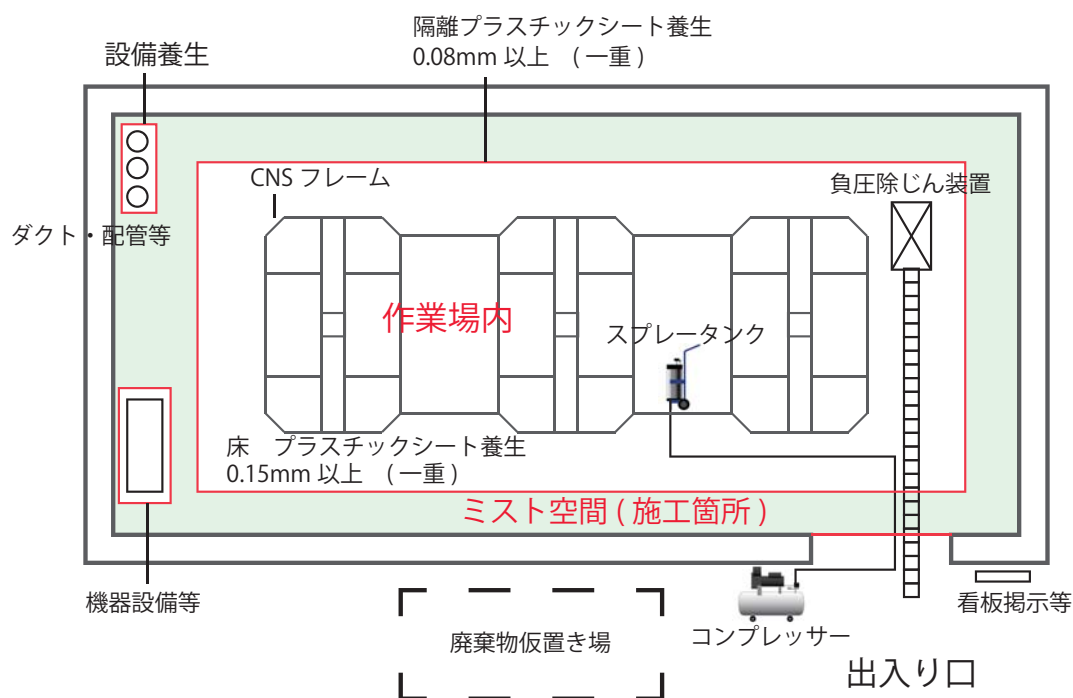 隔離プラスチックシート養生
0.08mm 以上 ( 一重 )
設備養生
CNS フレーム
負圧除じん装置
ダクト・配管等
作業場内
スプレータンク
床 プラスチックシート養生
0.15mm 以上 ( 一重 )
ミスト空間 ( 施工箇所 )
機器設備等
看板掲示等
廃棄物仮置き場
コンプレッサー
出入り口